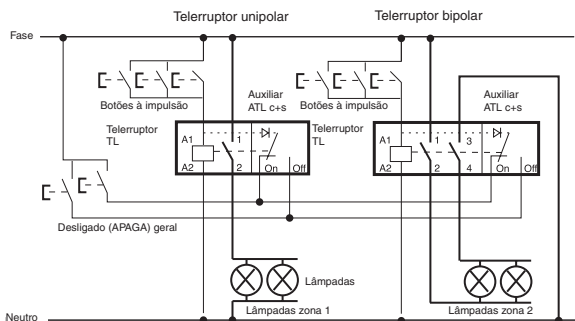 Telerruptor unipolar
Telerruptor bipolar
Fase
Botões à impulsão
Auxiliar
ATL c+s
Botões à impulsão
Auxiliar
ATL c+s
Telerruptor
TL
A1
1
A2
2
On
Off
Telerruptor
TL
A1
1
3
A2
2
4
On
Off
Desligado (APAGA) geral
Lâmpadas
Lâmpadas zona 1
Lâmpadas zona 2
Neutro